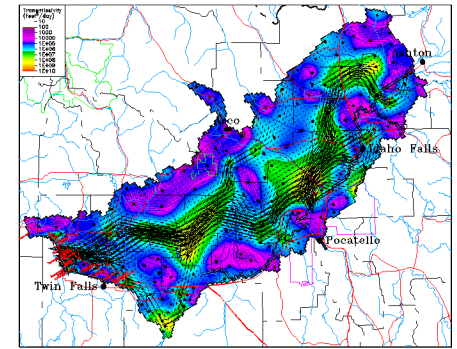 Transmissivity
(feet²/day)
10
100
1000
10000
1E+05
1E+06
1E+07
1E+08
1E+09
1E+10
Idaho Falls
Pocatello
Twin Falls